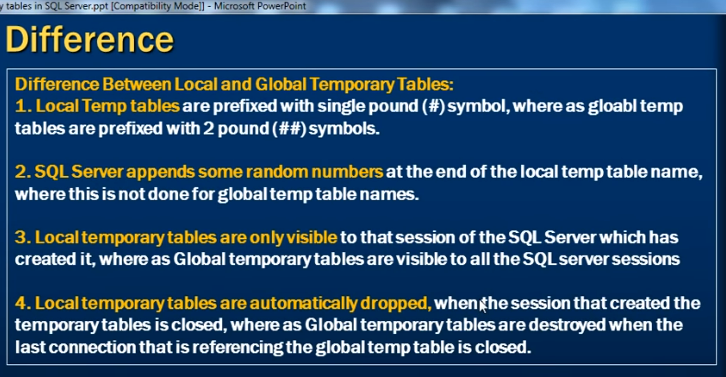 y tables in SQL Server.ppt [Compatibility Mode]] - Microsoft PowerPoint
Difference
Difference Between Local and Global Temporary Tables:
1. Local Temp tables are prefixed with single pound (#) symbol, where as gloabl temp
tables are prefixed with 2 pound (##) symbols.
2. SQL Server appends some random numbers at the end of the local temp table name,
where this is not done for global temp table names.
3. Local temporary tables are only visible to that session of the SQL Server which has
created it, where as Global temporary tables are visible to all the SQL server sessions
4. Local temporary tables are automatically dropped, when the session that created the
temporary tables is closed, where as Global temporary tables are destroyed when the
last connection that is referencing the global temp table is closed.